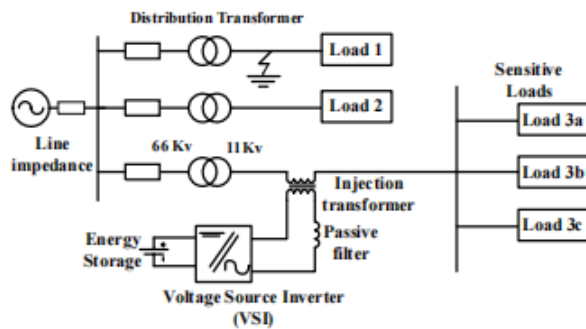 Distribution Transformer
Load 1
Sensitive
Loads
Load 2
Load 3a
Line
impedance
66 Kv
11Kv
Load 3b
Injection
transformer
Passive
filter
Load 3c
Energy
Storage
Voltage Source Inverter
(VSI)